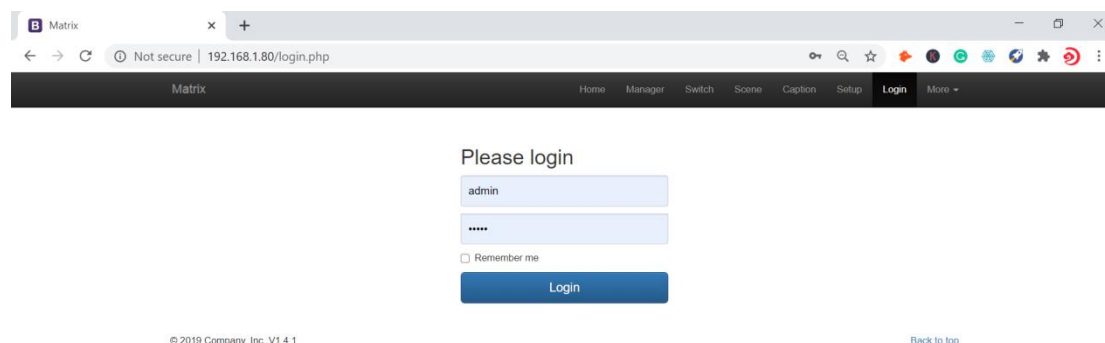 B Matrix
Not secure | 192.168.1.80/login.php
Matrix Home Manager Switch Scene Caption Setup Login More
Please login
admin
•••••
Remember me
Login
© 2019 Company, Inc. V1.4.1
Back to top